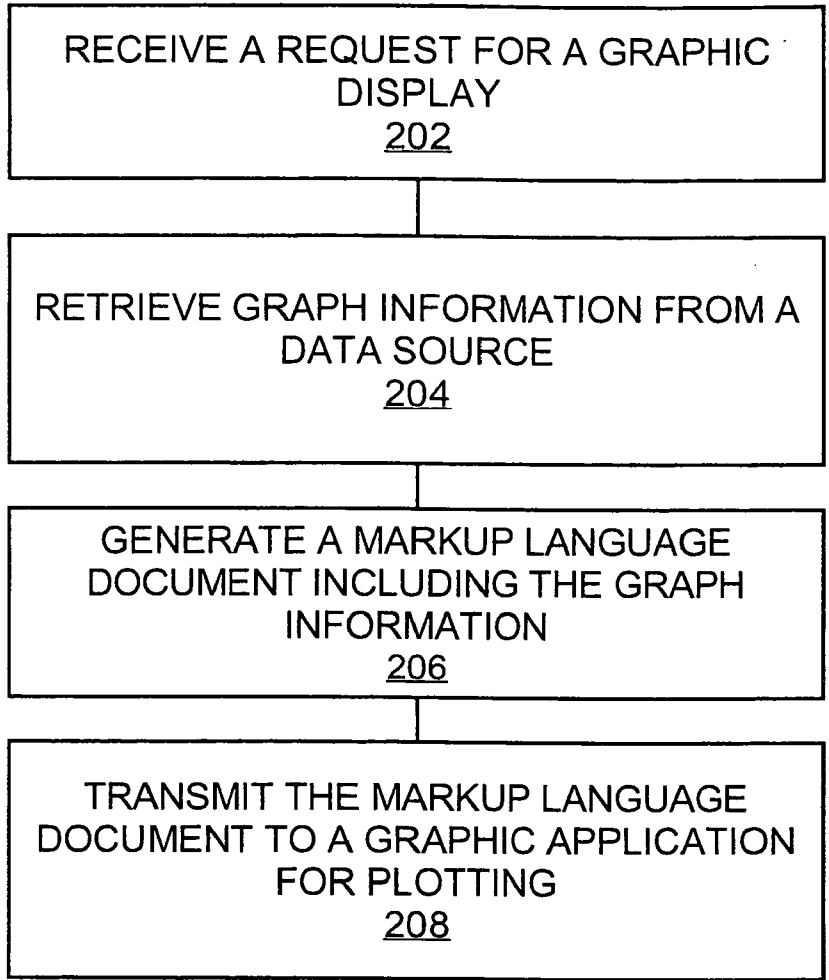 RECEIVE A REQUEST FOR A GRAPHIC
DISPLAY
202
RETRIEVE GRAPH INFORMATION FROM A
DATA SOURCE
204
GENERATE A MARKUP LANGUAGE
DOCUMENT INCLUDING THE GRAPH
INFORMATION
206
TRANSMIT THE MARKUP LANGUAGE
DOCUMENT TO A GRAPHIC APPLICATION
FOR PLOTTING
208